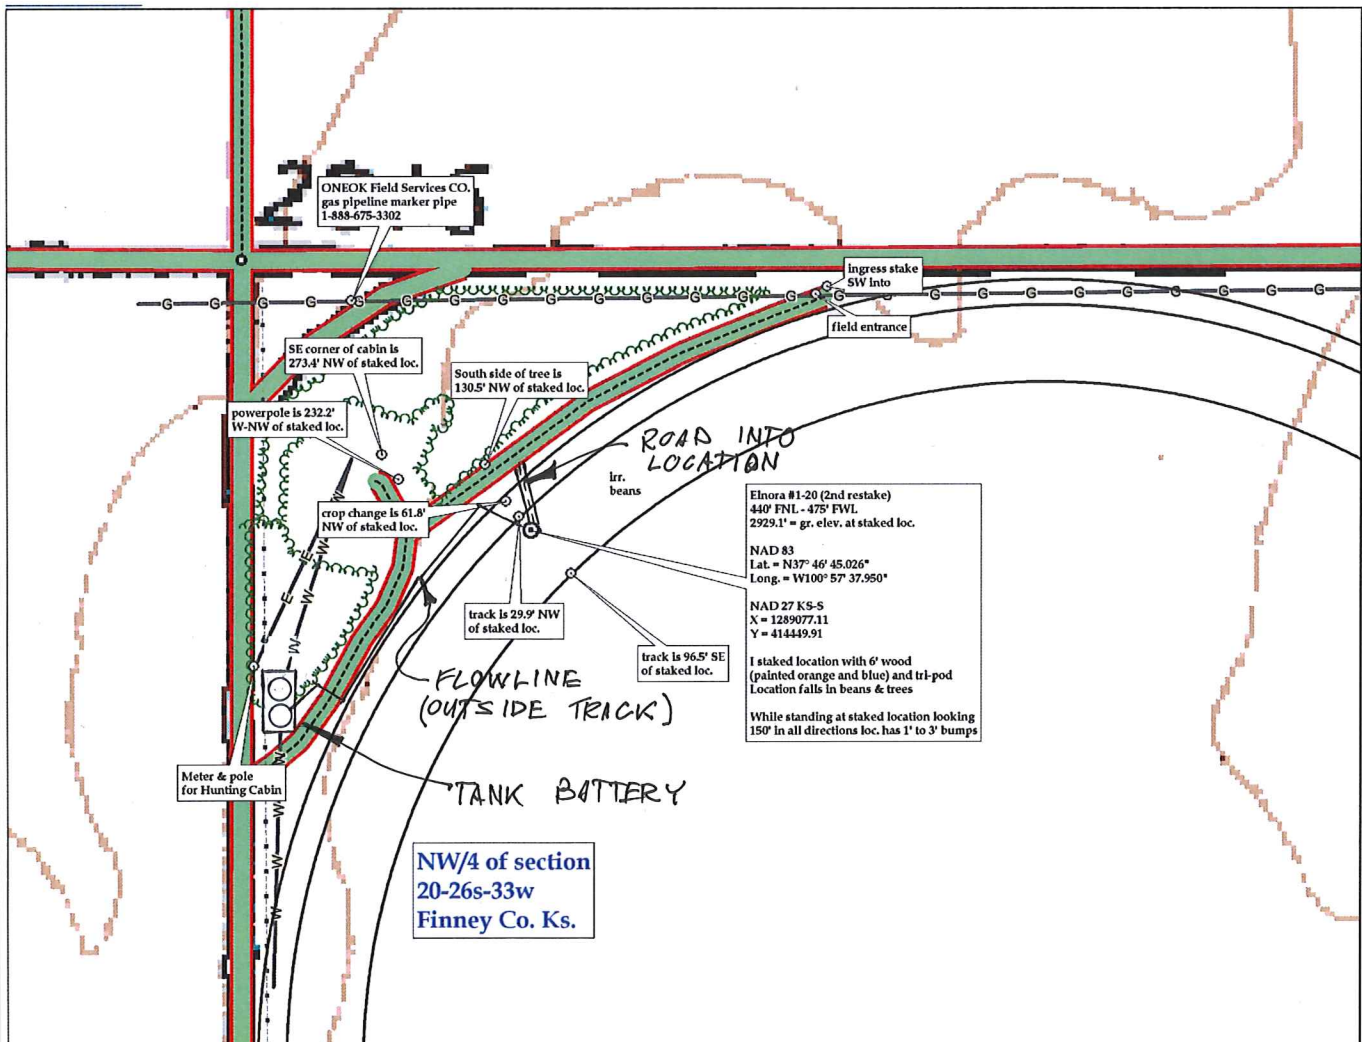 ONEOK Field Services CO.
gas pipeline marker pipe
1-888-675-3302
ingress stake
SW into
G G G G G G G G G G G G G G G G G G G G G G G G G
field entrance
SE corner of cabin is
273.4' NW of staked loc.
South side of tree is
130.5' NW of staked loc.
powerpole is 232.2'
W-NW of staked loc.
ROAD INTO
LOCATION
irr.
beans
crop change is 61.8'
NW of staked loc.
Elnora #1-20 (2nd restake)
440' FNL - 475' FWL
2929.1' = gr. elev. at staked loc.
NAD 83
Lat. = N37° 46' 45.026"
Long. = W100° 57' 37.950"
NAD 27 KS-S
X = 1289077.11
Y = 414449.91
I staked location with 6' wood
(painted orange and blue) and tri-pod
Location falls in beans & trees
While standing at staked location looking
150' in all directions loc. has 1' to 3' bumps
E
E
W
W
W
W
track is 29.9' NW
of staked loc.
track is 96.5' SE
of staked loc.
FLOWLINE
(OUTSIDE TRACK)
Meter & pole
for Hunting Cabin
W
W
W
W
TANK BATTERY
NW/4 of section
20-26s-33w
Finney Co. Ks.